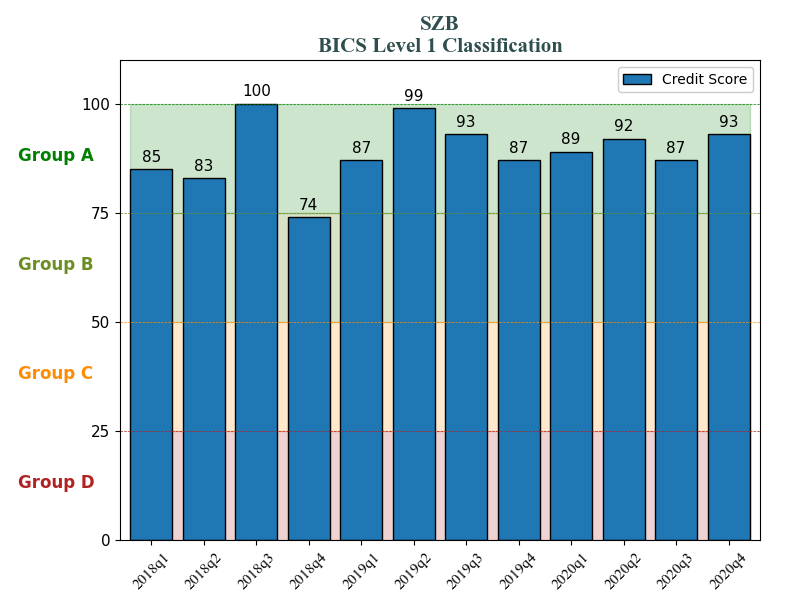 SZB
BICS Level 1 Classification
Credit Score
100
75
50
25
0
Group A
Group B
Group C
Group D
85
83
100
74
87
99
93
87
89
92
87
93
2018q1
2018q2
2018q3
2018q4
2019q1
2019q2
2019q3
2019q4
2020q1
2020q2
2020q3
2020q4